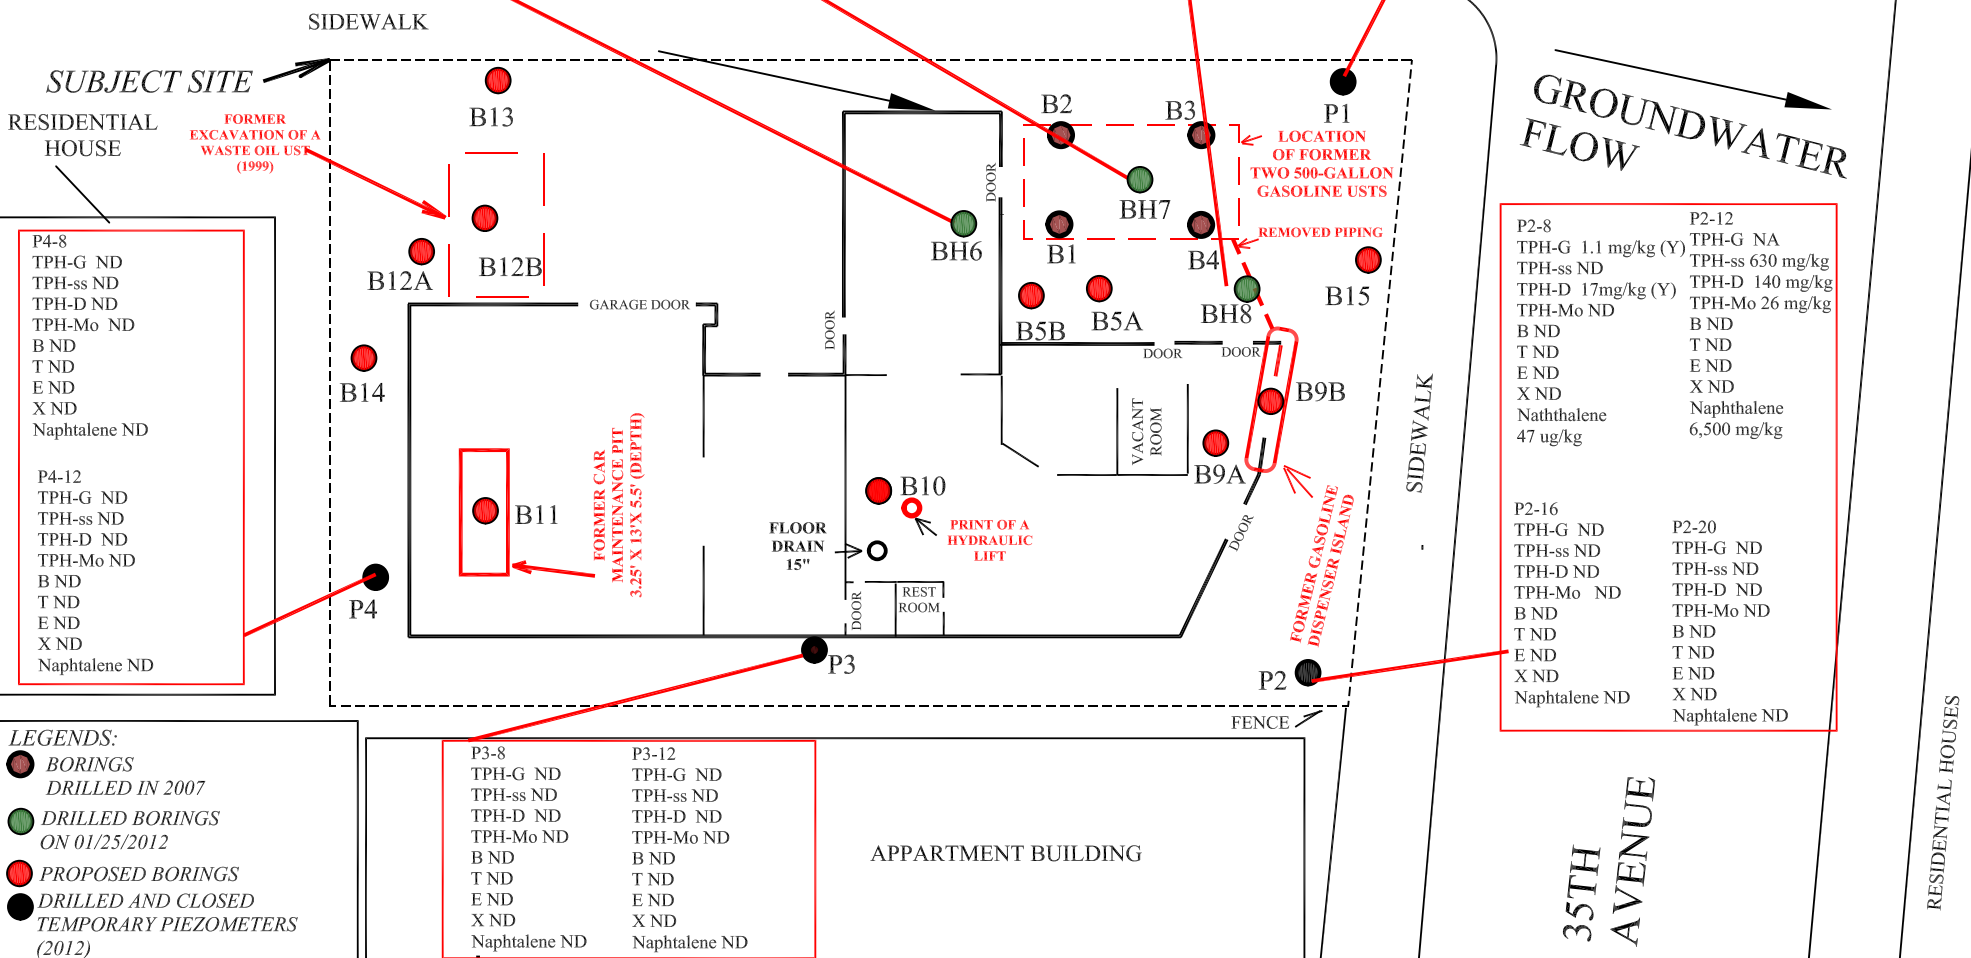 SIDEWALK
SUBJECT SITE
RESIDENTIAL
HOUSE
FORMER
EXCAVATION OF A
WASTE OIL UST
(1999)
B13
B12A
B12B
B14
GARAGE DOOR
DOOR
DOOR
B2
B3
P1
BH7
BH6
B1
B4
LOCATION
OF FORMER
TWO 500-GALLON
GASOLINE USTS
REMOVED PIPING
B5B
B5A
BH8
B15
DOOR
DOOR
VACANT
ROOM
B9B
B9A
DOOR
B10
B11
FORMER CAR
MAINTENANCE PIT
3.25' X 13'X 5.5' (DEPTH)
FLOOR
DRAIN
15"
PRINT OF A
HYDRAULIC
LIFT
DOOR
REST
ROOM
FORMER GASOLINE
DISPENSER ISLAND
P4
P3
P2
FENCE
SIDEWALK
GROUNDWATER
FLOW
P4-8
TPH-G ND
TPH-ss ND
TPH-D ND
TPH-Mo ND
B ND
T ND
E ND
X ND
Naphtalene ND
P4-12
TPH-G ND
TPH-ss ND
TPH-D ND
TPH-Mo ND
B ND
T ND
E ND
X ND
Naphtalene ND
P2-8
TPH-G 1.1 mg/kg (Y)
TPH-ss ND
TPH-D 17mg/kg (Y)
TPH-Mo ND
B ND
T ND
E ND
X ND
Naththalene
47 ug/kg
P2-12
TPH-G NA
TPH-ss 630 mg/kg
TPH-D 140 mg/kg
TPH-Mo 26 mg/kg
B ND
T ND
E ND
X ND
Naphthalene
6,500 mg/kg
P2-16
TPH-G ND
TPH-ss ND
TPH-D ND
TPH-Mo ND
B ND
T ND
E ND
X ND
Naphtalene ND
P2-20
TPH-G ND
TPH-ss ND
TPH-D ND
TPH-Mo ND
B ND
T ND
E ND
X ND
Naphtalene ND
LEGENDS:
BORINGS
DRILLED IN 2007
DRILLED BORINGS
ON 01/25/2012
PROPOSED BORINGS
DRILLED AND CLOSED
TEMPORARY PIEZOMETERS
(2012)
P3-8
TPH-G ND
TPH-ss ND
TPH-D ND
TPH-Mo ND
B ND
T ND
E ND
X ND
Naphtalene ND
P3-12
TPH-G ND
TPH-ss ND
TPH-D ND
TPH-Mo ND
B ND
T ND
E ND
X ND
Naphtalene ND
APPARTMENT BUILDING
35TH
AVENUE
RESIDENTIAL HOUSES